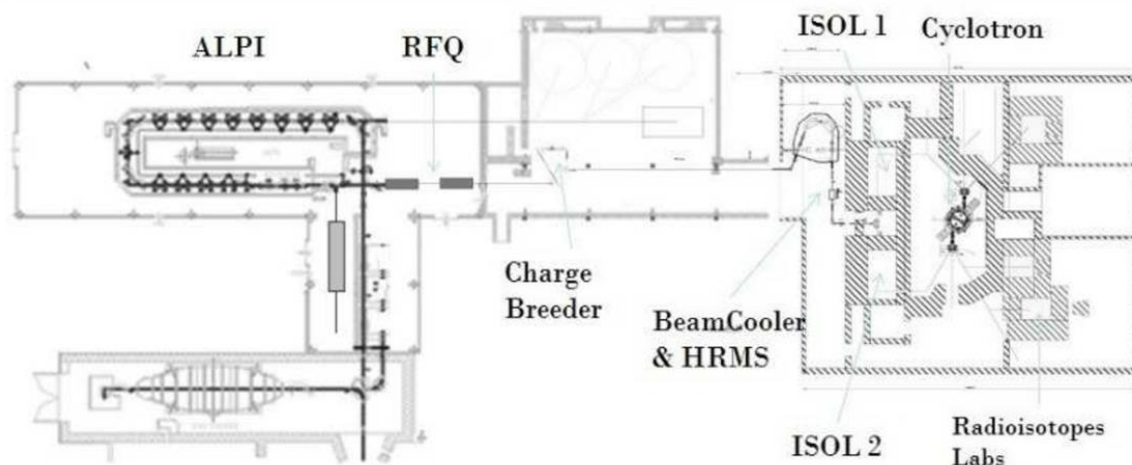 ALPI
RFQ
ISOL 1
Cyclotron
Charge
Breeder
BeamCooler
& HRMS
ISOL 2
Radioisotopes
Labs